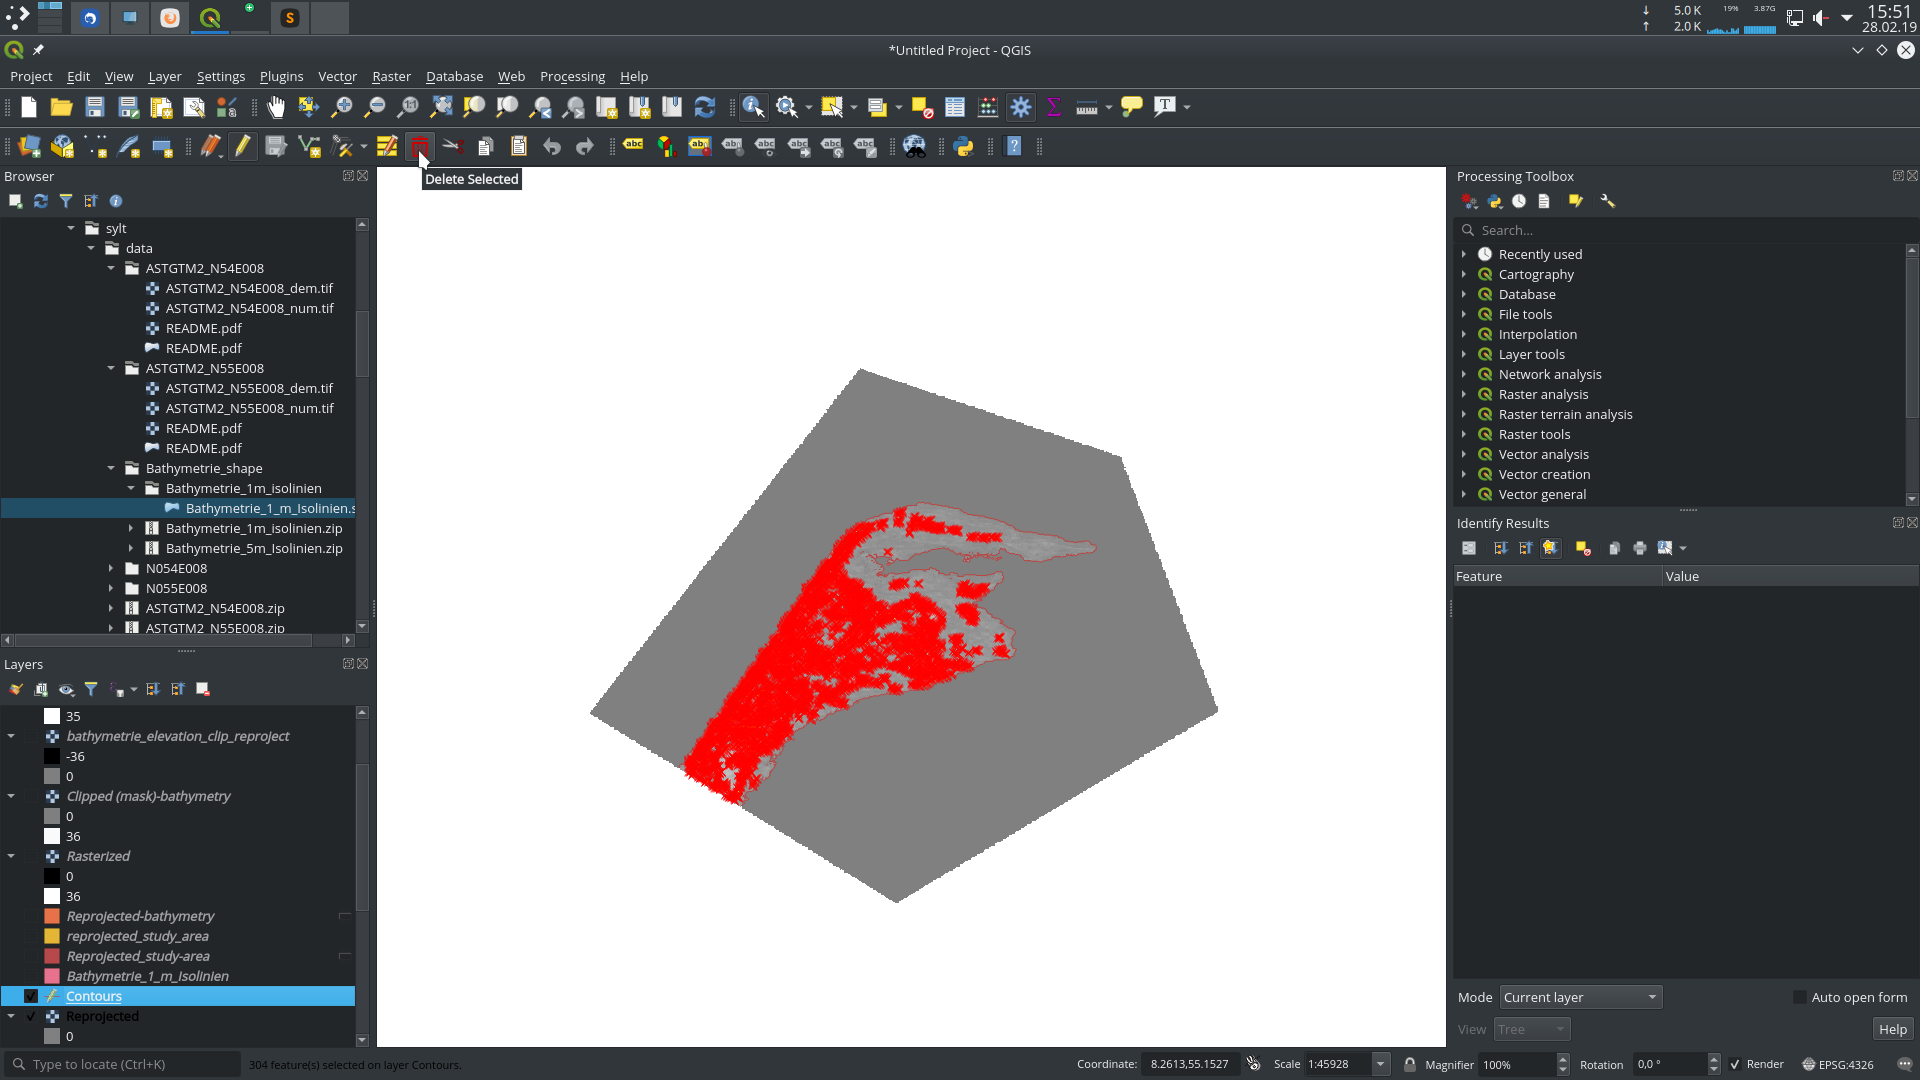 5.0 K
2.0 K
19%
3.87G
15:51
28.02.19
*Untitled Project - QGIS
Project Edit View Layer Settings Plugins Vector Raster Database Web Processing Help
Delete Selected
Browser
sylt
data
ASTGTM2_N54E008
ASTGTM2_N54E008_dem.tif
ASTGTM2_N54E008_num.tif
README.pdf
README.pdf
ASTGTM2_N55E008
ASTGTM2_N55E008_dem.tif
ASTGTM2_N55E008_num.tif
README.pdf
README.pdf
Bathymetrie_shape
Bathymetrie_1m_isolinien
Bathymetrie_1_m_Isolinien.s
Bathymetrie_1m_isolinien.zip
Bathymetrie_5m_Isolinien.zip
N054E008
N055E008
ASTGTM2_N54E008.zip
ASTGTM2_N55E008.zip
Layers
35
bathymetrie_elevation_clip_reproject
-36
0
Clipped (mask)-bathymetry
0
36
Rasterized
0
36
Reprojected-bathymetry
reprojected_study_area
Reprojected_study-area
Bathymetrie_1_m_Isolinien
Contours
Reprojected
0
Processing Toolbox
Search...
Recently used
Cartography
Database
File tools
Interpolation
Layer tools
Network analysis
Raster analysis
Raster terrain analysis
Raster tools
Vector analysis
Vector creation
Vector general
Identify Results
Feature Value
Mode Current layer Auto open form
View Tree Help
Type to locate (Ctrl+K) 304 feature(s) selected on layer Contours. Coordinate: 8.2613,55.1527 Scale 1:45928 Magnifier 100% Rotation 0,0 ° Render EPSG:4326